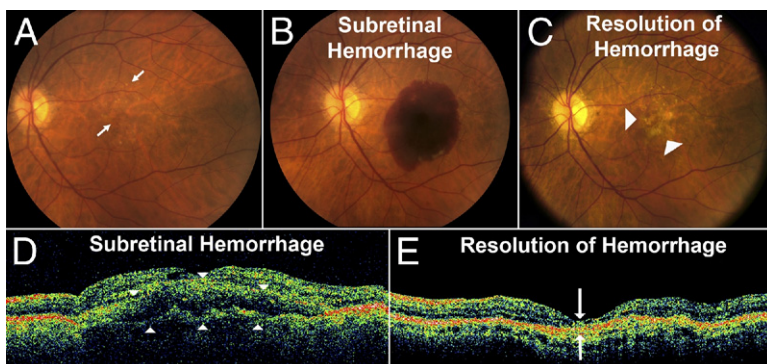 A
B
Subretinal
Hemorrhage
C
Resolution of
Hemorrhage
D
Subretinal Hemorrhage
E
Resolution of Hemorrhage